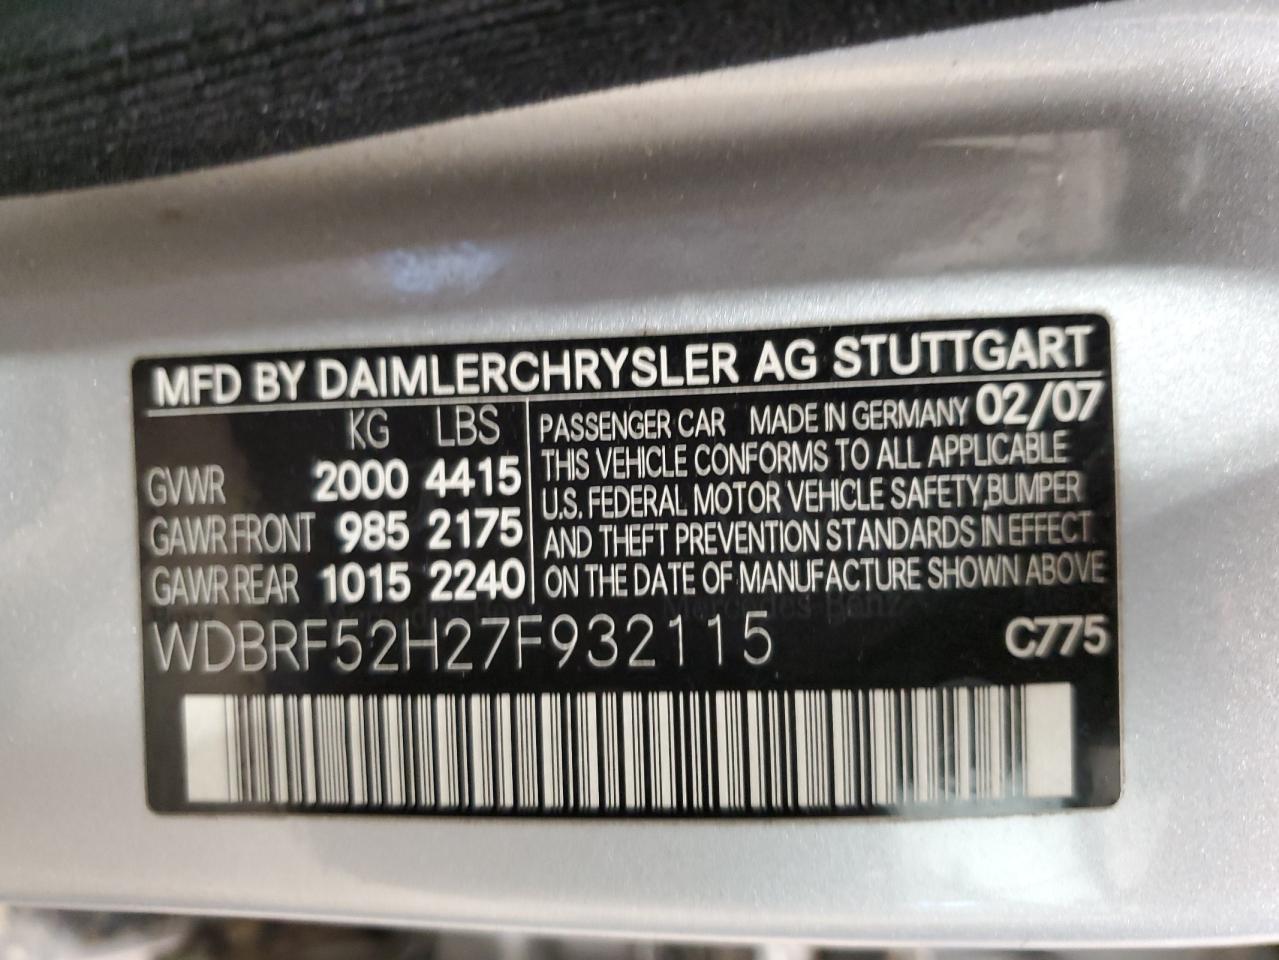 MFD BY DAIMLERCHRYSLER AG STUTTGART
KG LBS
GVWR 2000 4415
GAWR FRONT 985 2175
GAWR REAR 1015 2240
PASSENGER CAR MADE IN GERMANY 02/07
THIS VEHICLE CONFORMS TO ALL APPLICABLE
U.S. FEDERAL MOTOR VEHICLE SAFETY,BUMPER
AND THEFT PREVENTION STANDARDS IN EFFECT
ON THE DATE OF MANUFACTURE SHOWN ABOVE
WDBRF52H27F932115 C775